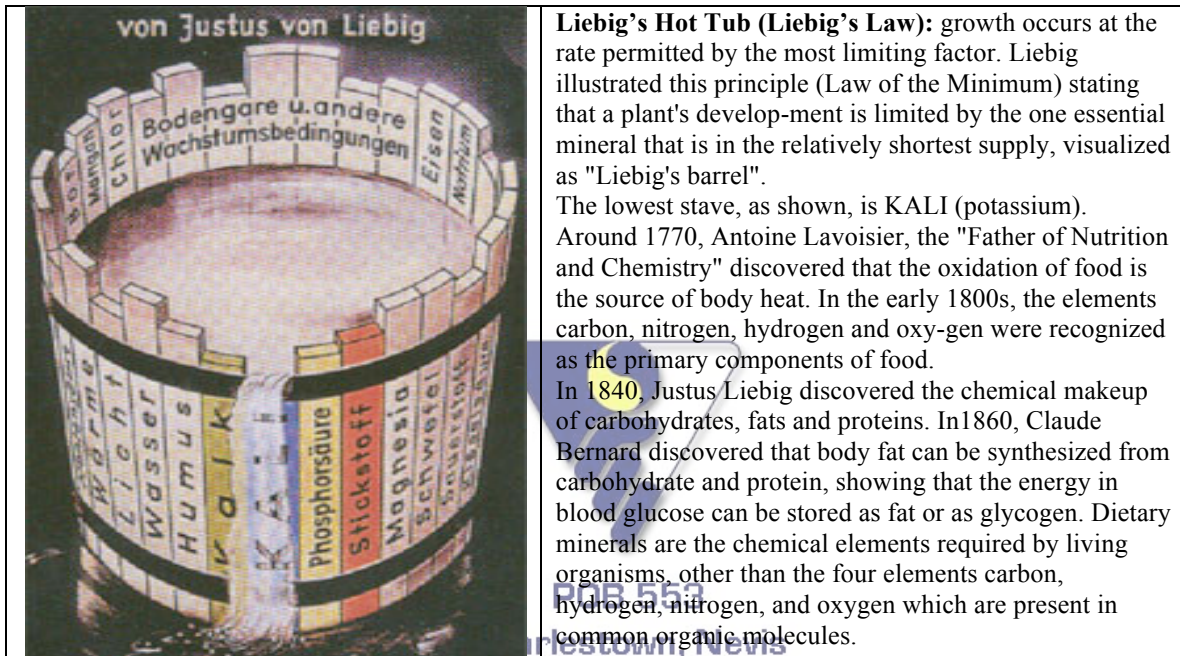 von Justus von Liebig
Bor
Mangan
Chlor
Bodengare u. andere
Wachstumsbedingungen
Eisen
Natrium
Wärme
Licht
Wasser
Humus
Kalk
KALI
Phosphorsäure
Stickstoff
Magnesia
Schwefel
Sauerstoff
Liebig's Hot Tub (Liebig's Law): growth occurs at the
rate permitted by the most limiting factor. Liebig
illustrated this principle (Law of the Minimum) stating
that a plant's develop-ment is limited by the one essential
mineral that is in the relatively shortest supply, visualized
as "Liebig's barrel".
The lowest stave, as shown, is KALI (potassium).
Around 1770, Antoine Lavoisier, the "Father of Nutrition
and Chemistry" discovered that the oxidation of food is
the source of body heat. In the early 1800s, the elements
carbon, nitrogen, hydrogen and oxy-gen were recognized
as the primary components of food.
In 1840, Justus Liebig discovered the chemical makeup
of carbohydrates, fats and proteins. In1860, Claude
Bernard discovered that body fat can be synthesized from
carbohydrate and protein, showing that the energy in
blood glucose can be stored as fat or as glycogen. Dietary
minerals are the chemical elements required by living
organisms, other than the four elements carbon,
hydrogen, nitrogen, and oxygen which are present in
common organic molecules.
POB 553
rlestown, Nevis